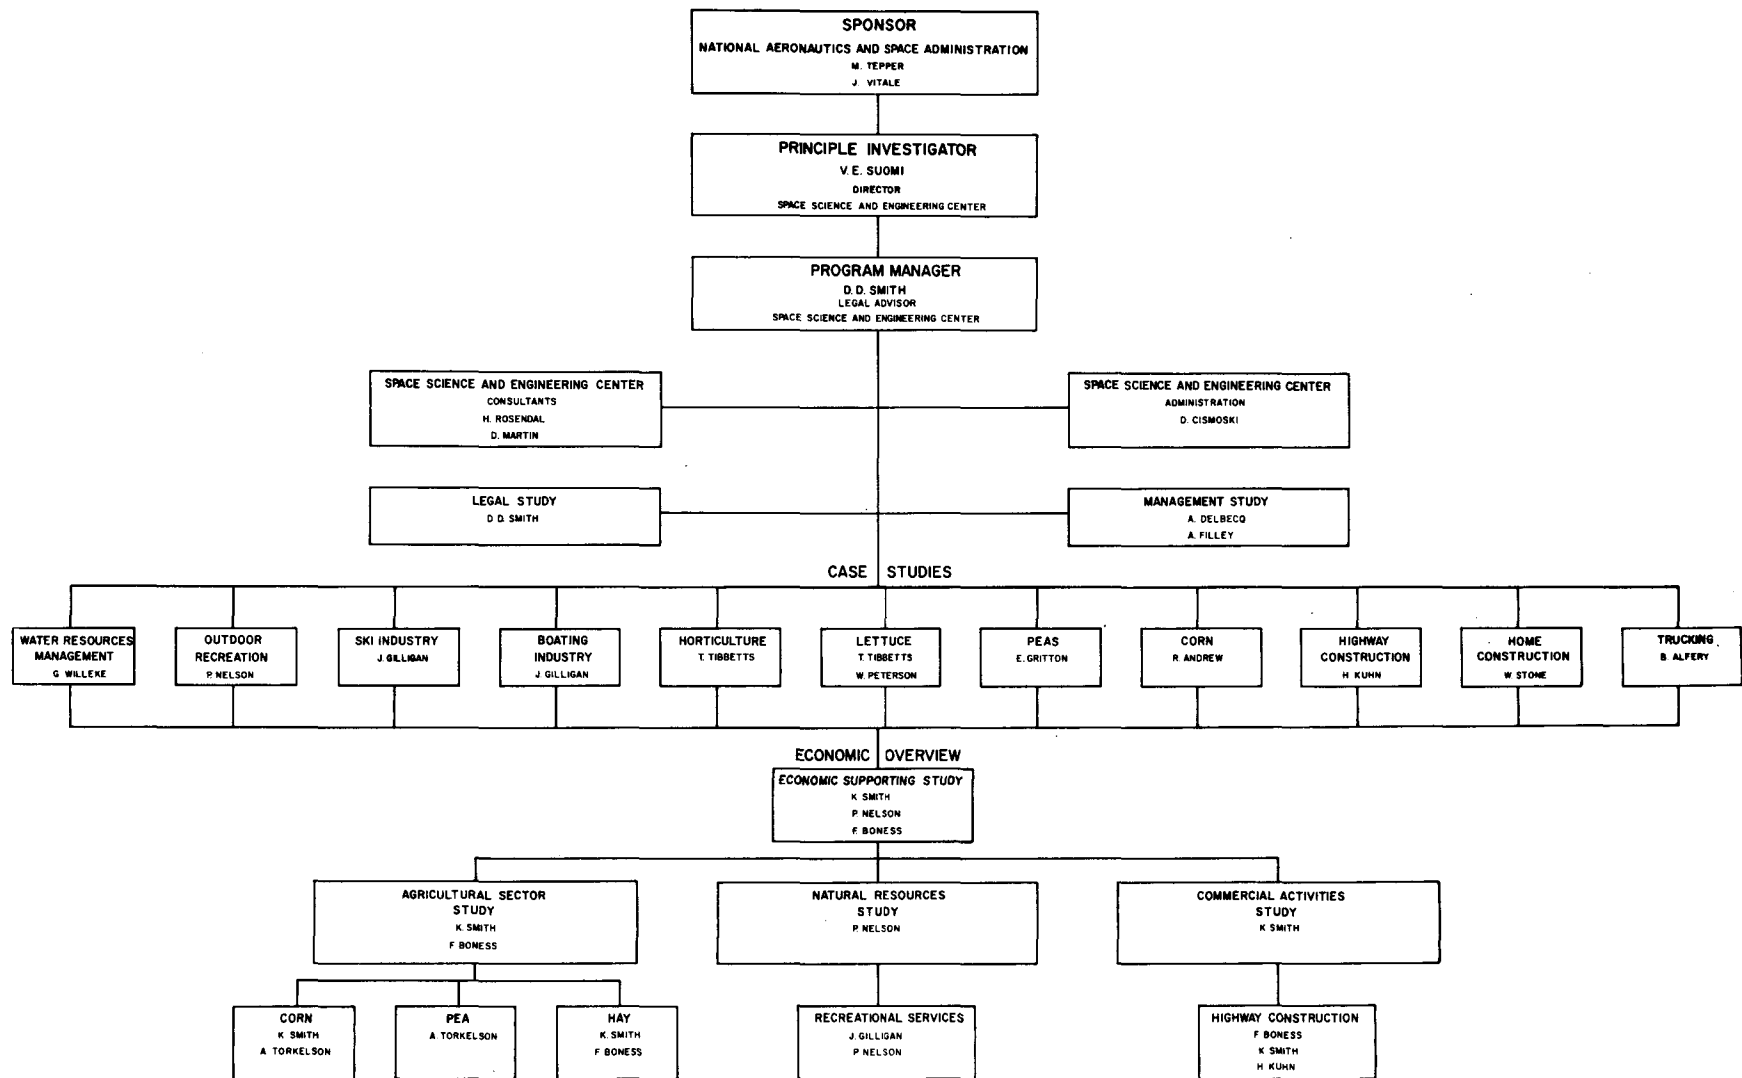 SPONSOR
NATIONAL AERONAUTICS AND SPACE ADMINISTRATION
M. TEPPER
J. VITALE
PRINCIPLE INVESTIGATOR
V. E. SUOMI
DIRECTOR
SPACE SCIENCE AND ENGINEERING CENTER
PROGRAM MANAGER
D. D. SMITH
LEGAL ADVISOR
SPACE SCIENCE AND ENGINEERING CENTER
SPACE SCIENCE AND ENGINEERING CENTER
CONSULTANTS
H. ROSENDAL
D. MARTIN
SPACE SCIENCE AND ENGINEERING CENTER
ADMINISTRATION
D. CISMOSKI
LEGAL STUDY
D. D. SMITH
MANAGEMENT STUDY
A. DELBECQ
A. FILLEY
CASE STUDIES
WATER RESOURCES
MANAGEMENT
G WILLEKE
OUTDOOR
RECREATION
P. NELSON
SKI INDUSTRY
J. GILLIGAN
BOATING
INDUSTRY
J. GILLIGAN
HORTICULTURE
T. TIBBETTS
LETTUCE
T. TIBBETTS
W. PETERSON
PEAS
E. GRITTON
CORN
R. ANDREW
HIGHWAY
CONSTRUCTION
H KUHN
HOME
CONSTRUCTION
W. STONE
TRUCKING
B. ALFERY
ECONOMIC OVERVIEW
ECONOMIC SUPPORTING STUDY
K SMITH
P. NELSON
F. BONESS
AGRICULTURAL SECTOR
STUDY
K. SMITH
F BONESS
NATURAL RESOURCES
STUDY
P. NELSON
COMMERCIAL ACTIVITIES
STUDY
K SMITH
CORN
K SMITH
A TORKELSON
PEA
A. TORKELSON
HAY
K. SMITH
F BONESS
RECREATIONAL SERVICES
J. GILLIGAN
P NELSON
HIGHWAY CONSTRUCTION
F BONESS
K SMITH
H KUHN